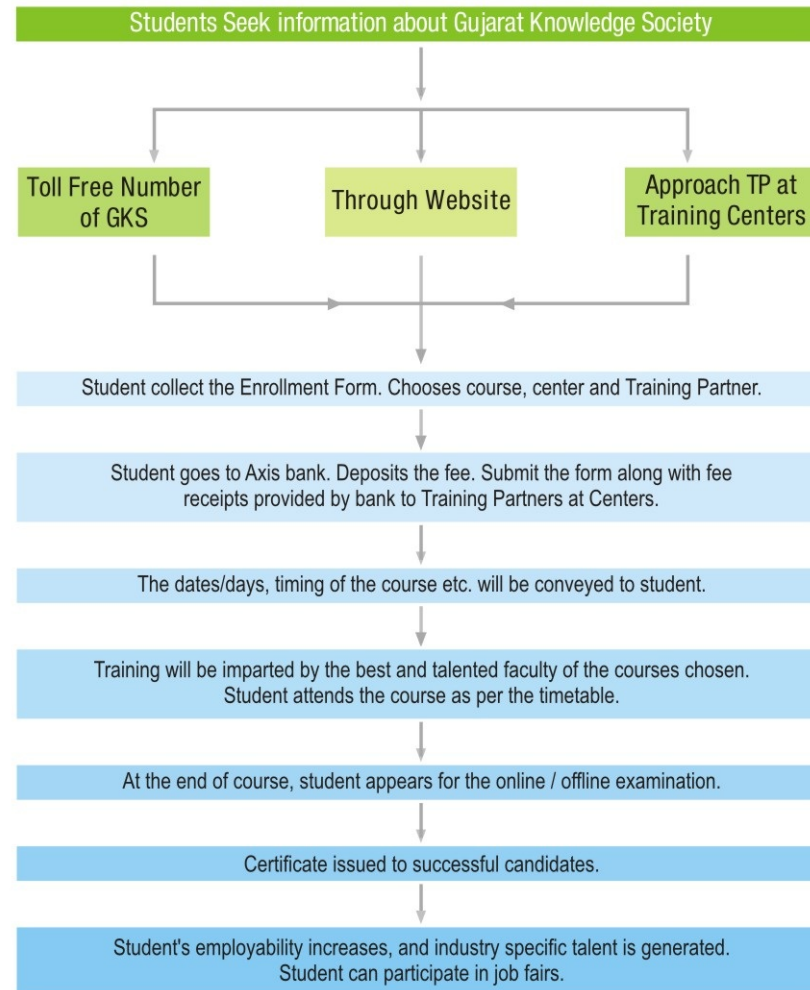 Students Seek information about Gujarat Knowledge Society
Toll Free Number
of GKS
Through Website
Approach TP at
Training Centers
Student collect the Enrollment Form. Chooses course, center and Training Partner.
Student goes to Axis bank. Deposits the fee. Submit the form along with fee
receipts provided by bank to Training Partners at Centers.
The dates/days, timing of the course etc. will be conveyed to student.
Training will be imparted by the best and talented faculty of the courses chosen.
Student attends the course as per the timetable.
At the end of course, student appears for the online / offline examination.
Certificate issued to successful candidates.
Student's employability increases, and industry specific talent is generated.
Student can participate in job fairs.